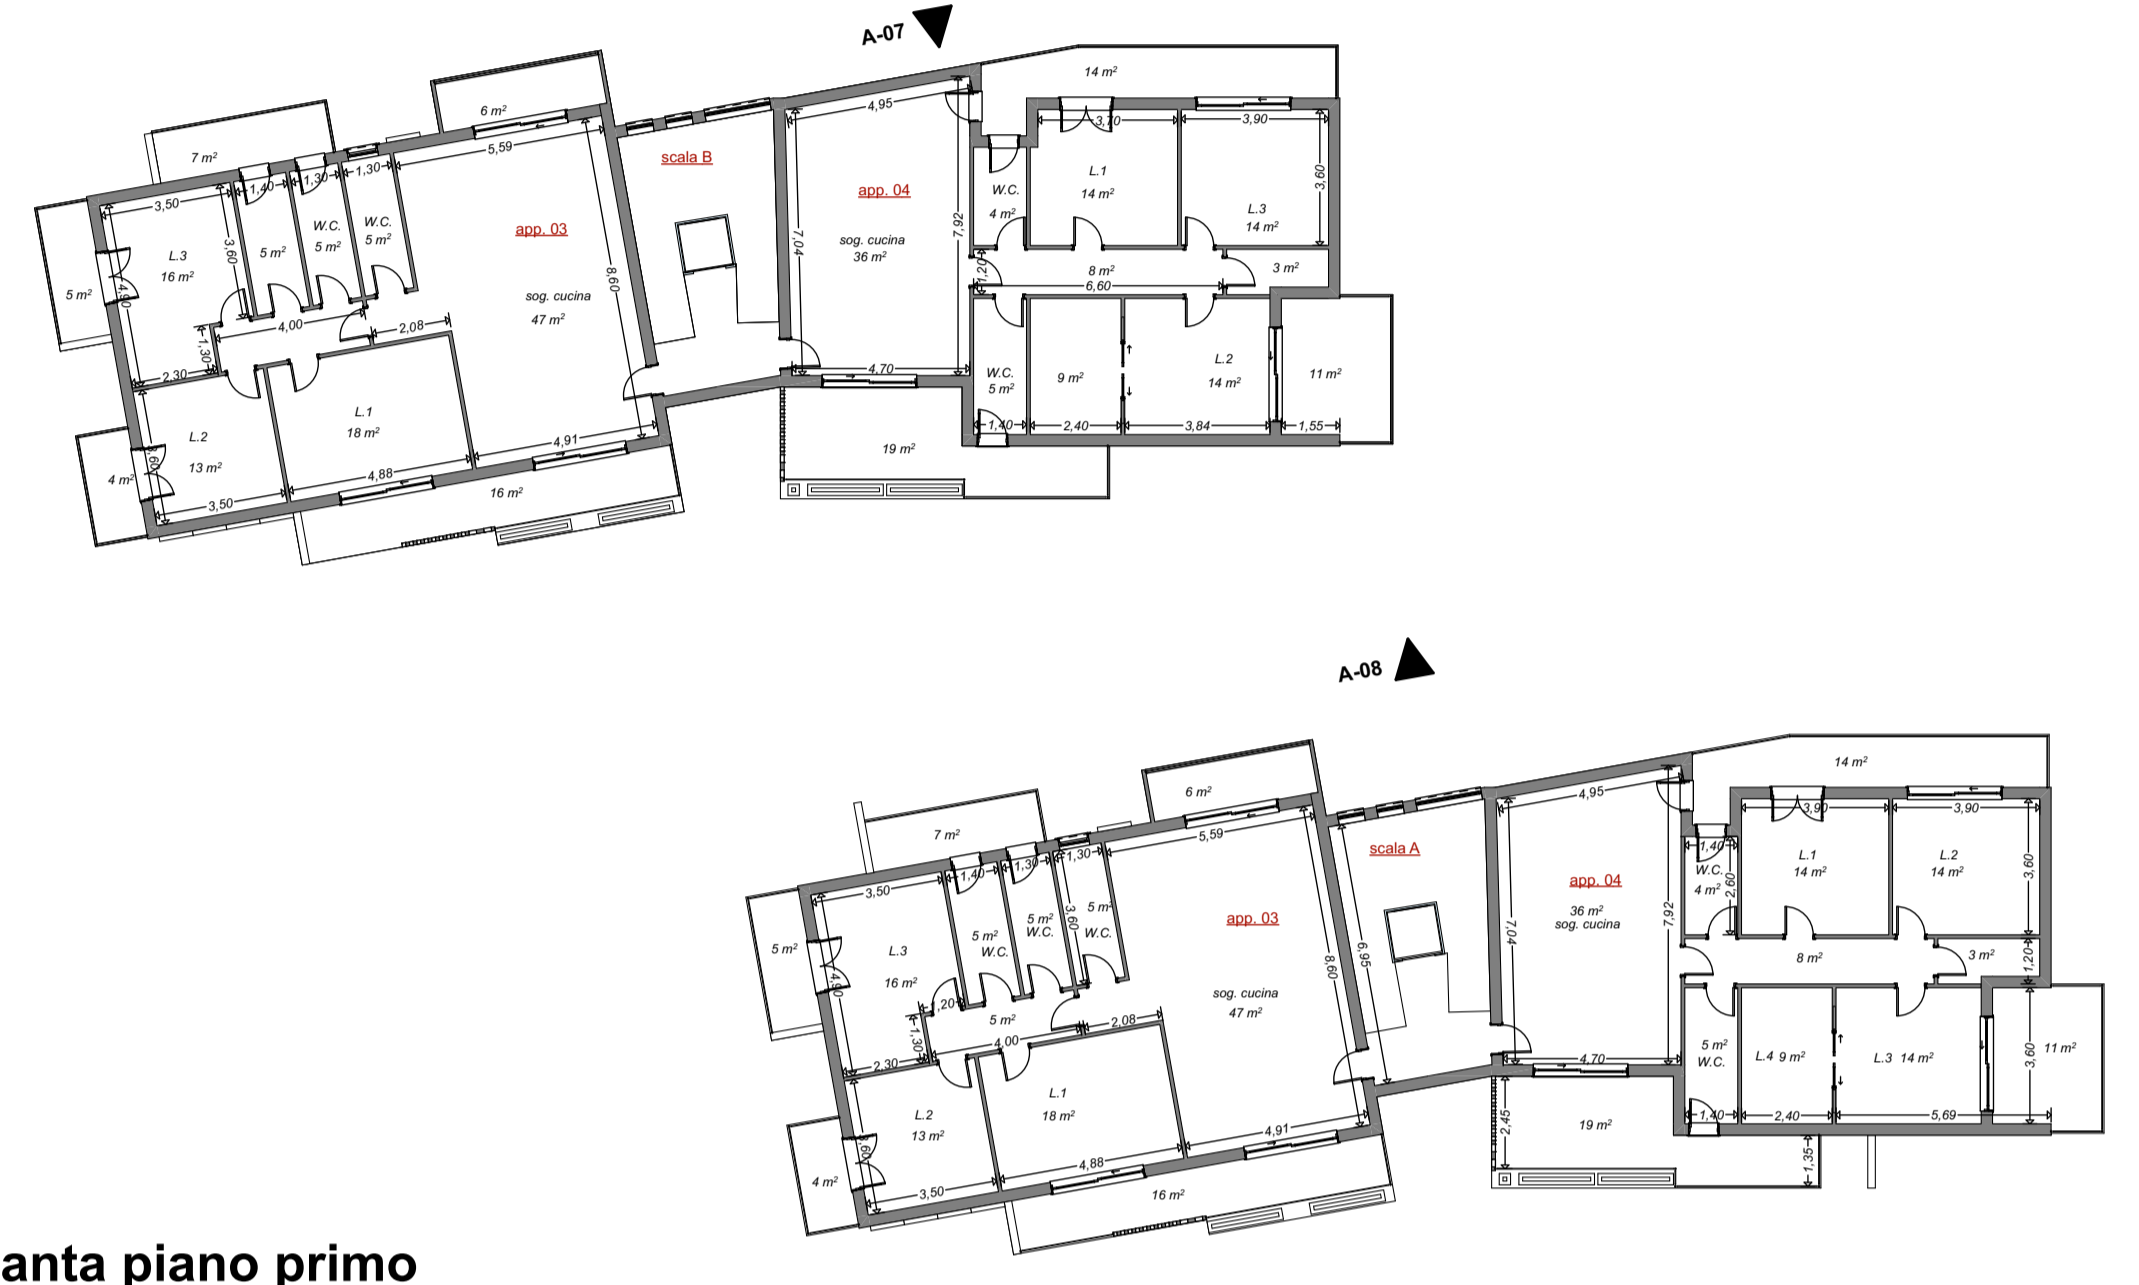 A-07
14 m²
6 m²
4,95
3,70
3,90
7 m²
5,59
scala B
1,40
1,30
1,30
3,50
app. 04
W.C.
4 m²
L.1
14 m²
3,60
L.3
14 m²
W.C.
5 m²
W.C.
5 m²
app. 03
L.3
16 m²
3,60
5 m²
7,04
7,92
sog. cucina
36 m²
1,20
8 m²
3 m²
6,60
5 m²
4,90
8,60
sog. cucina
47 m²
4,00
2,08
1,30
2,30
4,70
W.C.
5 m²
9 m²
L.2
14 m²
11 m²
L.1
18 m²
1,40
2,40
3,84
1,55
L.2
13 m²
3,60
4 m²
4,91
4,88
19 m²
3,50
16 m²
A-08
14 m²
6 m²
4,95
3,90
3,90
7 m²
5,59
scala A
1,40
1,30
1,30
3,50
app. 04
36 m²
sog. cucina
1,40
W.C.
4 m²
2,60
L.1
14 m²
L.2
14 m²
3,60
5 m²
W.C.
5 m²
W.C.
3,60
5 m²
W.C.
app. 03
L.3
16 m²
5 m²
4,90
8,60
6,95
7,04
7,92
8 m²
3 m²
1,20
sog. cucina
47 m²
1,20
5 m²
1,30
4,00
2,08
2,30
4,70
5 m²
W.C.
L.4 9 m²
L.3 14 m²
3,60
11 m²
L.1
18 m²
1,40
2,40
5,69
L.2
13 m²
3,60
4 m²
4,91
4,88
2,45
19 m²
1,35
3,50
16 m²
anta piano primo